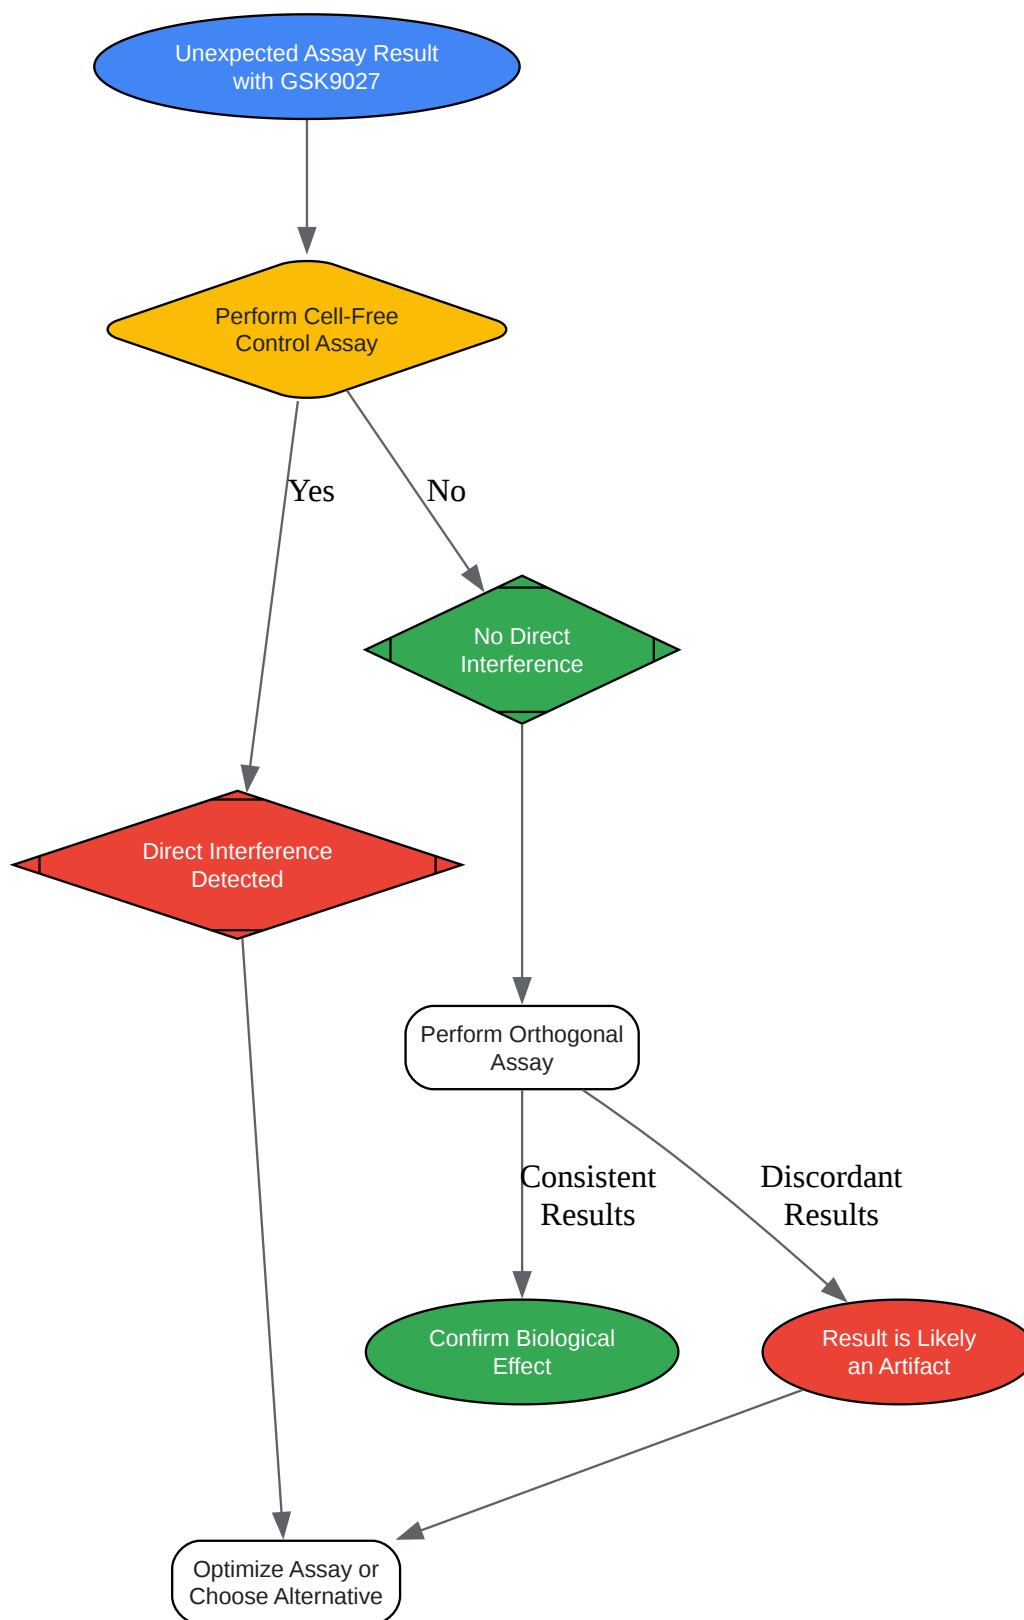 Unexpected Assay Result
with GSK9027
Perform Cell-Free
Control Assay
Yes
No
No Direct
Interference
Direct Interference
Detected
Perform Orthogonal
Assay
Consistent
Results
Discordant
Results
Confirm Biological
Effect
Result is Likely
an Artifact
Optimize Assay or
Choose Alternative